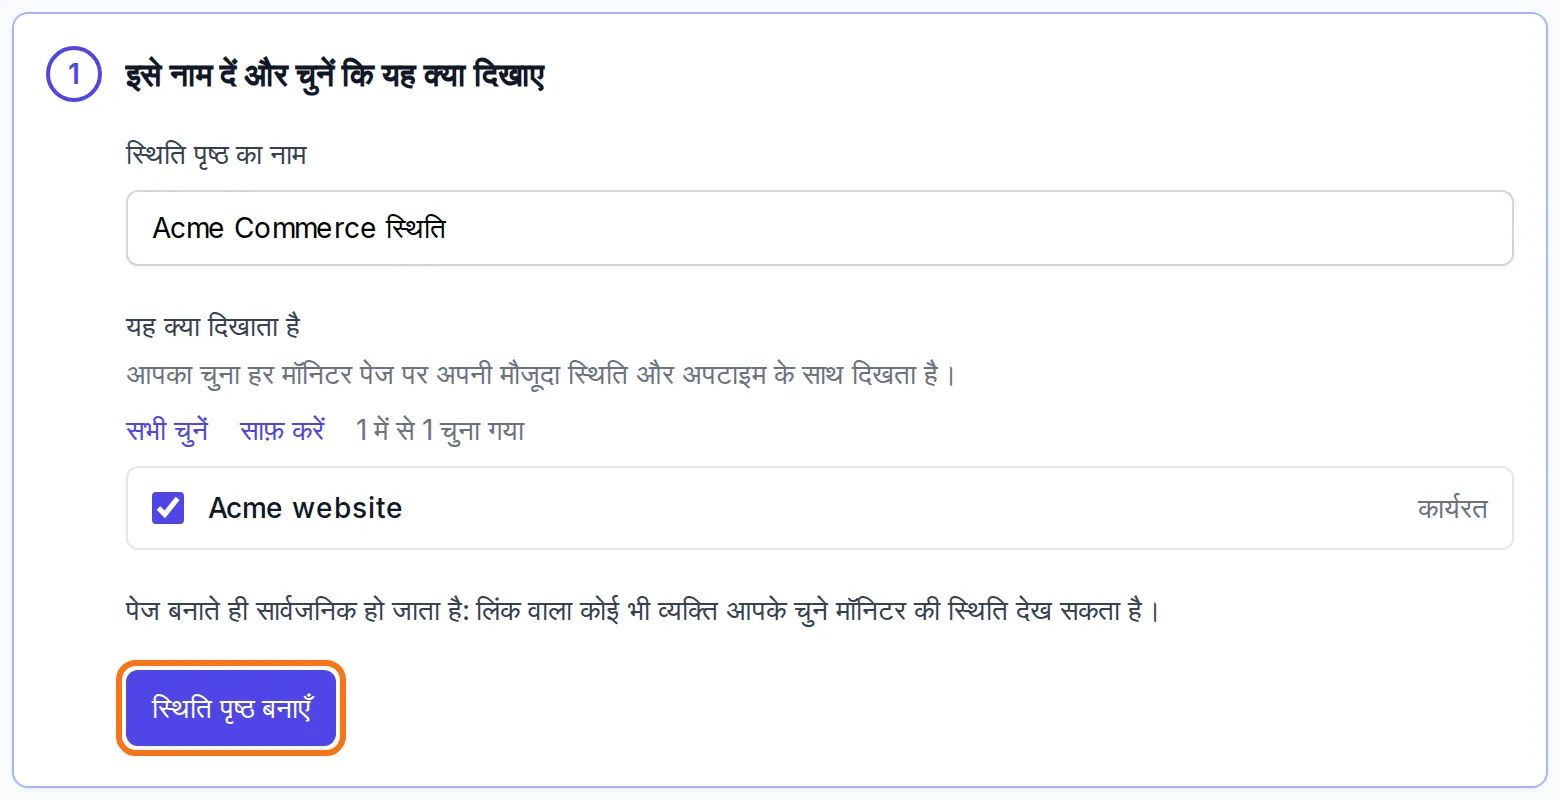 1
इसे नाम दें और चुनें कि यह क्या दिखाए
स्थिति पृष्ठ का नाम
Acme Commerce स्थिति
यह क्या दिखाता है
आपका चुना हर मॉनिटर पेज पर अपनी मौजूदा स्थिति और अपटाइम के साथ दिखता है।
सभी चुनें साफ़ करें 1 में से 1 चुना गया
Acme website कार्यरत
पेज बनाते ही सार्वजनिक हो जाता है: लिंक वाला कोई भी व्यक्ति आपके चुने मॉनिटर की स्थिति देख सकता है।
स्थिति पृष्ठ बनाएँ